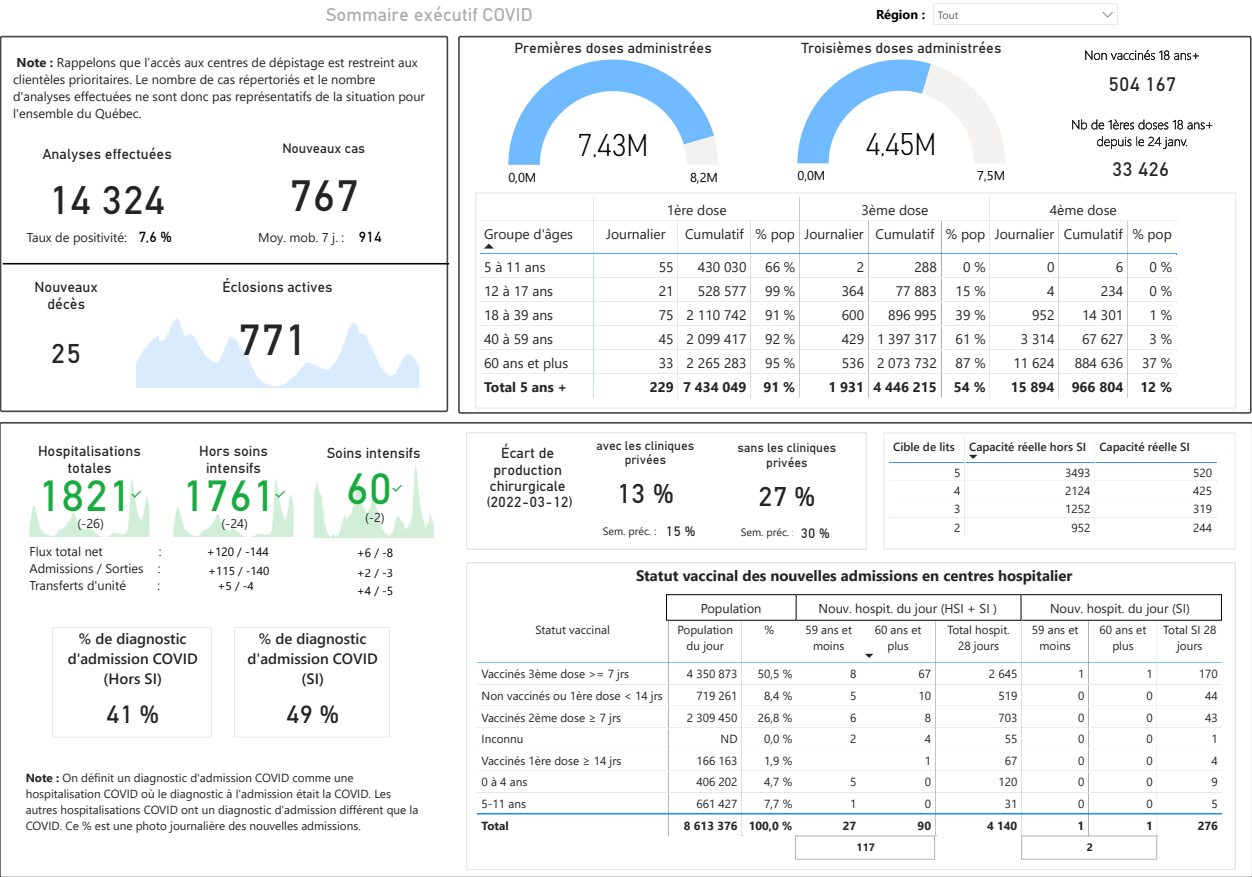 Sommaire exécutif COVID
Région : Tout
Note : Rappelons que l'accès aux centres de dépistage est restreint aux
clientèles prioritaires. Le nombre de cas répertoriés et le nombre
d'analyses effectuées ne sont donc pas représentatifs de la situation pour
l'ensemble du Québec.
Analyses effectuées
14 324
Taux de positivité: 7,6 %
Nouveaux cas
767
Moy. mob. 7 j. : 914
Nouveaux
décès
25
Éclosions actives
771
Premières doses administrées
7,43M
0,0M 8,2M
Troisièmes doses administrées
4,45M
0,0M 7,5M
Non vaccinés 18 ans+
504 167
Nb de 1ères doses 18 ans+
depuis le 24 janv.
33 426
1ère dose 3ème dose 4ème dose
Groupe d'âges Journalier Cumulatif % pop Journalier Cumulatif % pop Journalier Cumulatif % pop
5 à 11 ans 55 430 030 66 % 2 288 0 % 0 6 0 %
12 à 17 ans 21 528 577 99 % 364 77 883 15 % 4 234 0 %
18 à 39 ans 75 2 110 742 91 % 600 896 995 39 % 952 14 301 1 %
40 à 59 ans 45 2 099 417 92 % 429 1 397 317 61 % 3 314 67 627 3 %
60 ans et plus 33 2 265 283 95 % 536 2 073 732 87 % 11 624 884 636 37 %
Total 5 ans + 229 7 434 049 91 % 1 931 4 446 215 54 % 15 894 966 804 12 %
Hospitalisations
totales
1821
(-26)
Hors soins
intensifs
1761
(-24)
Soins intensifs
60
(-2)
Flux total net : +120 / -144 +6 / -8
Admissions / Sorties : +115 / -140 +2 / -3
Transferts d'unité : +5 / -4 +4 / -5
% de diagnostic
d'admission COVID
(Hors SI)
41 %
% de diagnostic
d'admission COVID
(SI)
49 %
Note : On définit un diagnostic d'admission COVID comme une
hospitalisation COVID où le diagnostic à l'admission était la COVID. Les
autres hospitalisations COVID ont un diagnostic d'admission différent que la
COVID. Ce % est une photo journalière des nouvelles admissions.
Écart de
production
chirurgicale
(2022-03-12)
avec les cliniques
privées
13 %
Sem. préc. : 15 %
sans les cliniques
privées
27 %
Sem. préc. : 30 %
Cible de lits Capacité réelle hors SI Capacité réelle SI
5 3493 520
4 2124 425
3 1252 319
2 952 244
Statut vaccinal des nouvelles admissions en centres hospitalier
Population Nouv. hospit. du jour (HSI + SI ) Nouv. hospit. du jour (SI)
Statut vaccinal Population % 59 ans et 60 ans et Total hospit. 59 ans et 60 ans et Total SI 28
du jour moins plus 28 jours moins plus jours
Vaccinés 3ème dose >= 7 jrs 4 350 873 50,5 % 8 67 2 645 1 1 170
Non vaccinés ou 1ère dose < 14 jrs 719 261 8,4 % 5 10 519 0 0 44
Vaccinés 2ème dose ≥ 7 jrs 2 309 450 26,8 % 6 8 703 0 0 43
Inconnu ND 0,0 % 2 4 55 0 0 1
Vaccinés 1ère dose ≥ 14 jrs 166 163 1,9 % 1 67 0 0 4
0 à 4 ans 406 202 4,7 % 5 0 120 0 0 9
5-11 ans 661 427 7,7 % 1 0 31 0 0 5
Total 8 613 376 100,0 % 27 90 4 140 1 1 276
117 2